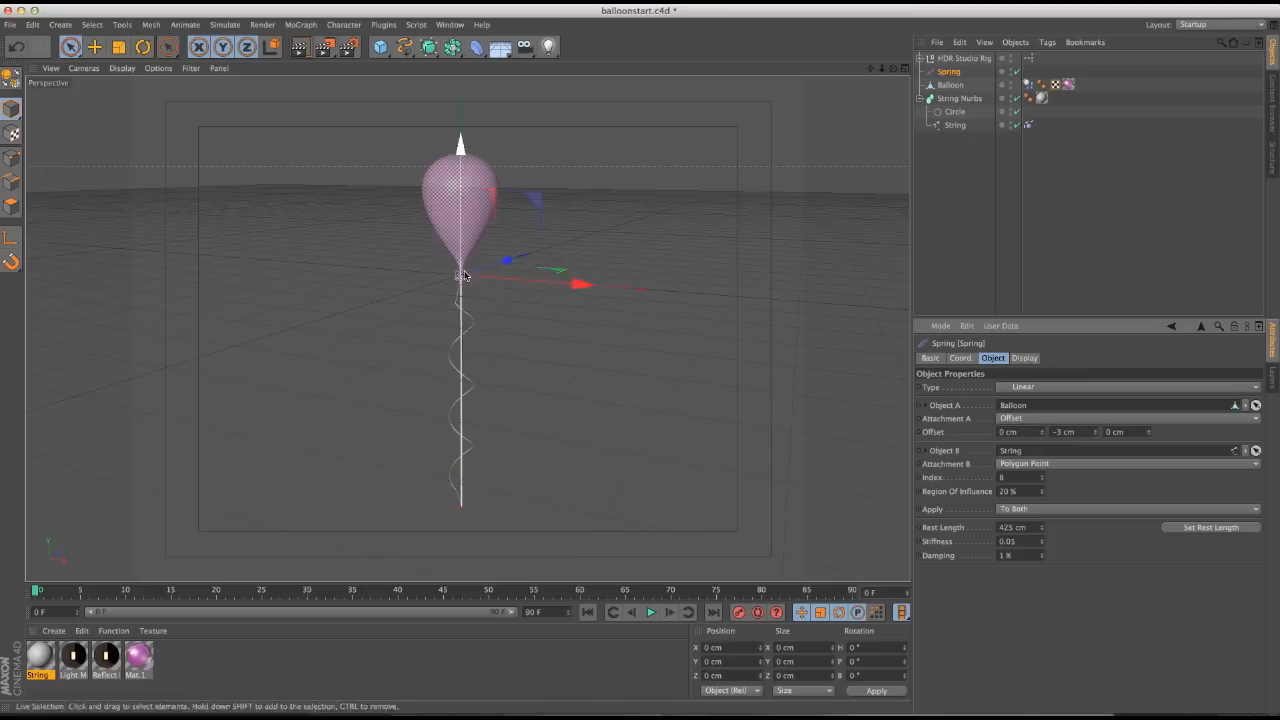 balloonstart.c4d *
File Edit Create Select Tools Mesh Animate Simulate Render MoGraph Character Plugins Script Window Help
Layout: Startup
View Cameras Display Options Filter Panel
Perspective
File Edit View Objects Tags Bookmarks
HDR Studio Rig
Spring
Balloon
String Nurbs
Circle
String
Objects
Content Browser
Structure
Mode Edit User Data
Spring [Spring]
Basic Coord. Object Display
Object Properties
Type Linear
Object A Balloon
Attachment A Offset
Offset 0 cm -3 cm 0 cm
Object B String
Attachment B Polygon Point
Index 8
Region Of Influence 20 %
Apply To Both
Rest Length 425 cm Set Rest Length
Stiffness 0.05
Damping 1 %
Attributes
Layers
Y
X
0 5 10 15 20 25 30 35 40 45 50 55 60 65 70 75 80 85 90 0 F
0 F 0 F 90 F 90 F
Create Edit Function Texture
String Light M Reflect Mat.1
Position Size Rotation
X 0 cm X 0 cm H 0 °
Y 0 cm Y 0 cm P 0 °
Z 0 cm Z 0 cm B 0 °
Object (Rel) Size Apply
MAXON CINEMA 4D
Live Selection: Click and drag to select elements. Hold down SHIFT to add to the selection, CTRL to remove.